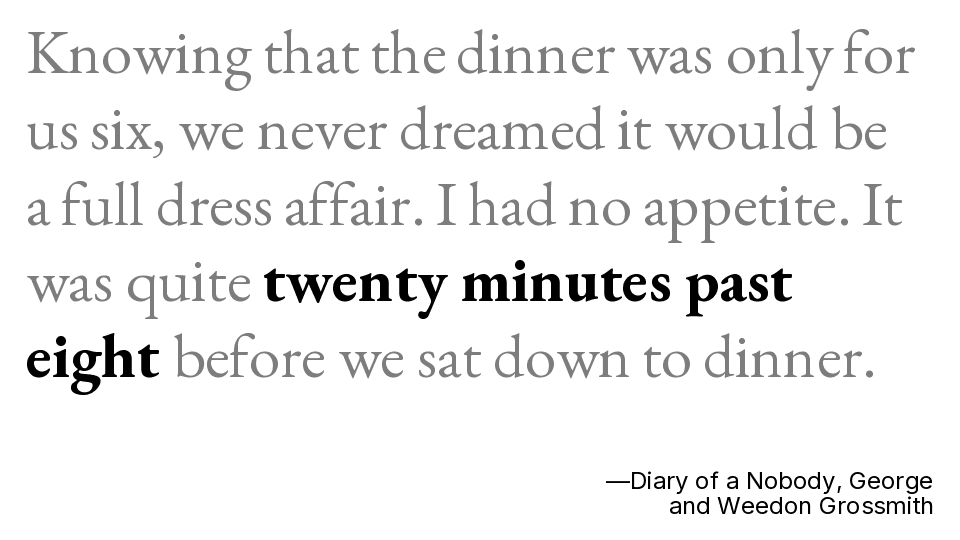 Knowing that the dinner was only for
us six, we never dreamed it would be
a full dress affair. I had no appetite. It
was quite twenty minutes past
eight before we sat down to dinner.
—Diary of a Nobody, George
and Weedon Grossmith